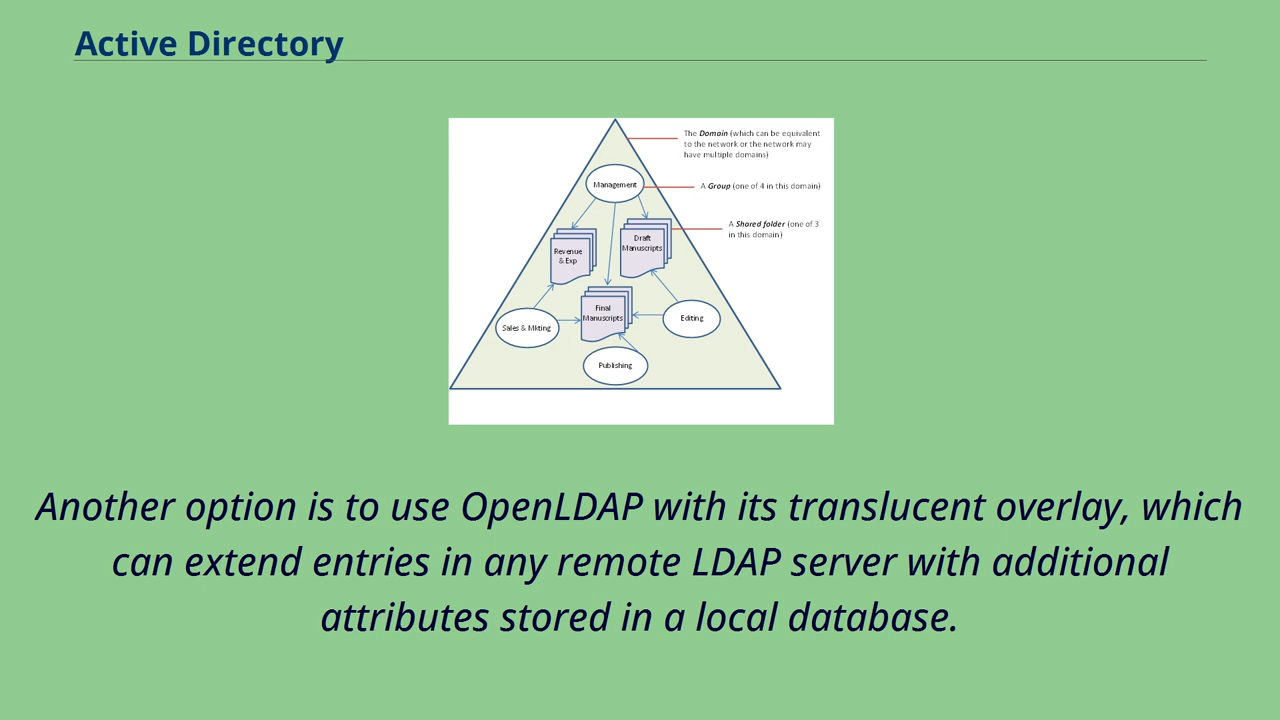 Active Directory
The Domain (which can be equivalent
to the network or the network may
have multiple domains)
Management
A Group (one of 4 in this domain)
A Shared folder (one of 3
in this domain)
Draft
Manuscripts
Revenue
& Exp
Final
Manuscripts
Editing
Sales & Mkting
Publishing
Another option is to use OpenLDAP with its translucent overlay, which
can extend entries in any remote LDAP server with additional
attributes stored in a local database.